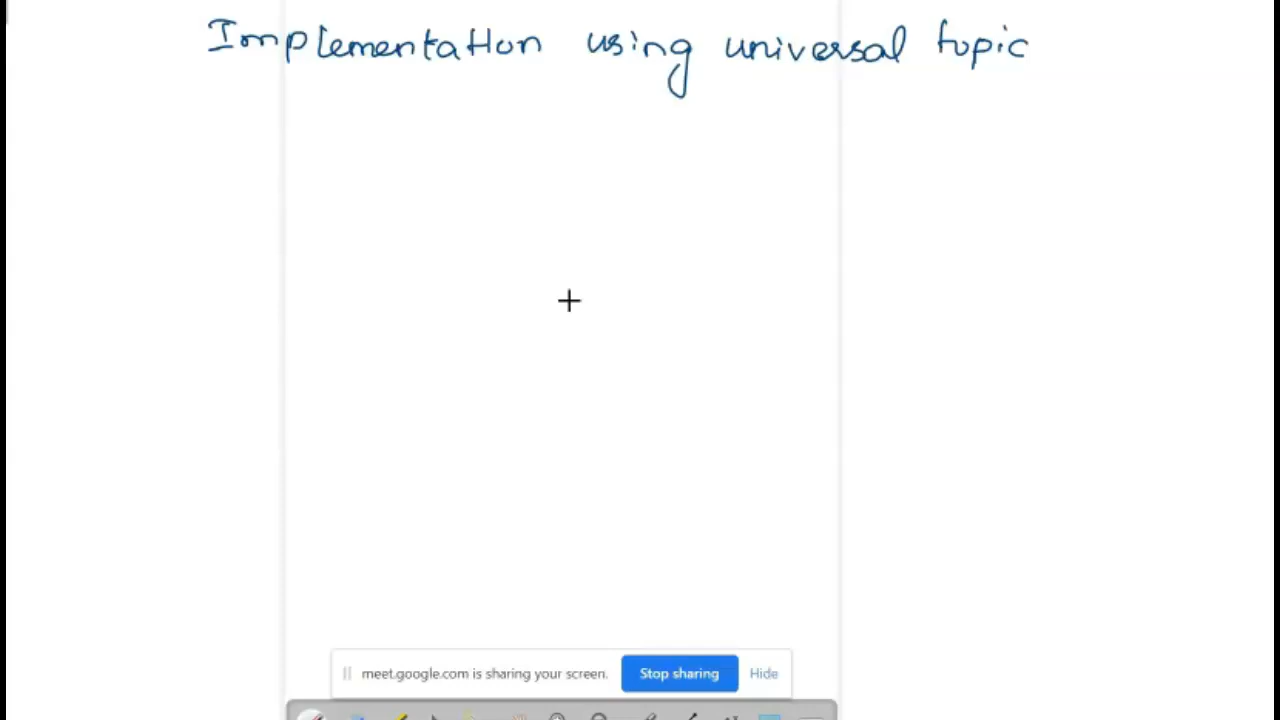 Implementation using universal topic
meet.google.com is sharing your screen. Stop sharing Hide